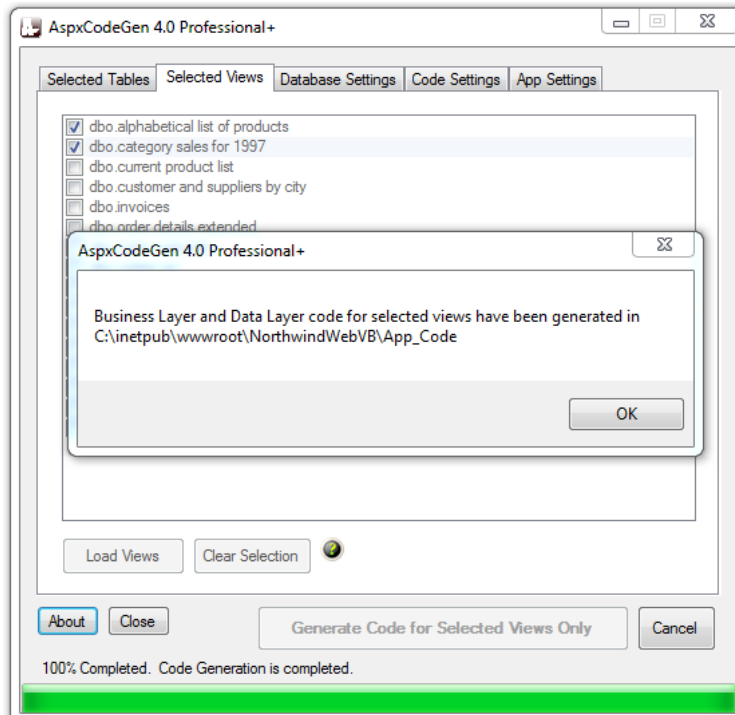 AspxCodeGen 4.0 Professional+
Selected Tables Selected Views Database Settings Code Settings App Settings
dbo.alphabetical list of products
dbo.category sales for 1997
dbo.current product list
dbo.customer and suppliers by city
dbo.invoices
dbo.order details extended
AspxCodeGen 4.0 Professional+
Business Layer and Data Layer code for selected views have been generated in
C:\inetpub\wwwroot\NorthwindWebVB\App_Code
OK
Load Views Clear Selection ?
About Close Generate Code for Selected Views Only Cancel
100% Completed. Code Generation is completed.